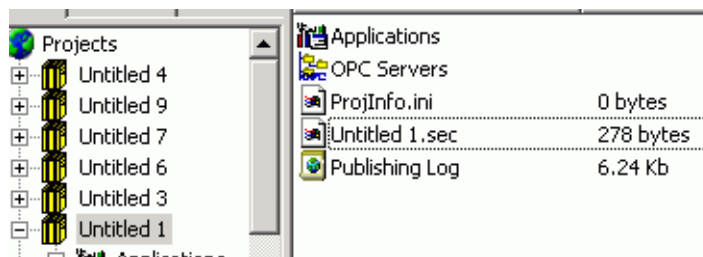 Projects
Untitled 4
Untitled 9
Untitled 7
Untitled 6
Untitled 3
Untitled 1
Applications
Applications
OPC Servers
ProjInfo.ini 0 bytes
Untitled 1.sec 278 bytes
Publishing Log 6.24 Kb